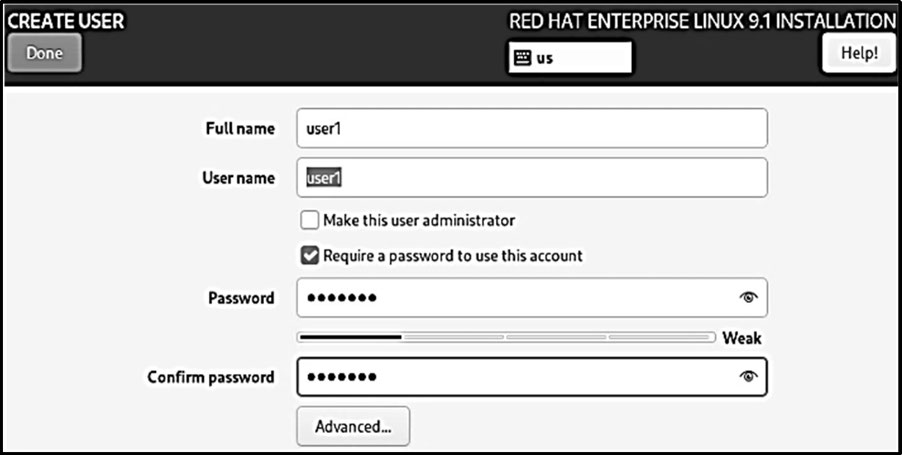 CREATE USER
RED HAT ENTERPRISE LINUX 9.1 INSTALLATION
Done
us
Help!
Full name
user1
User name
user1
Make this user administrator
Require a password to use this account
Password
•••••••
Weak
Confirm password
•••••••
Advanced...